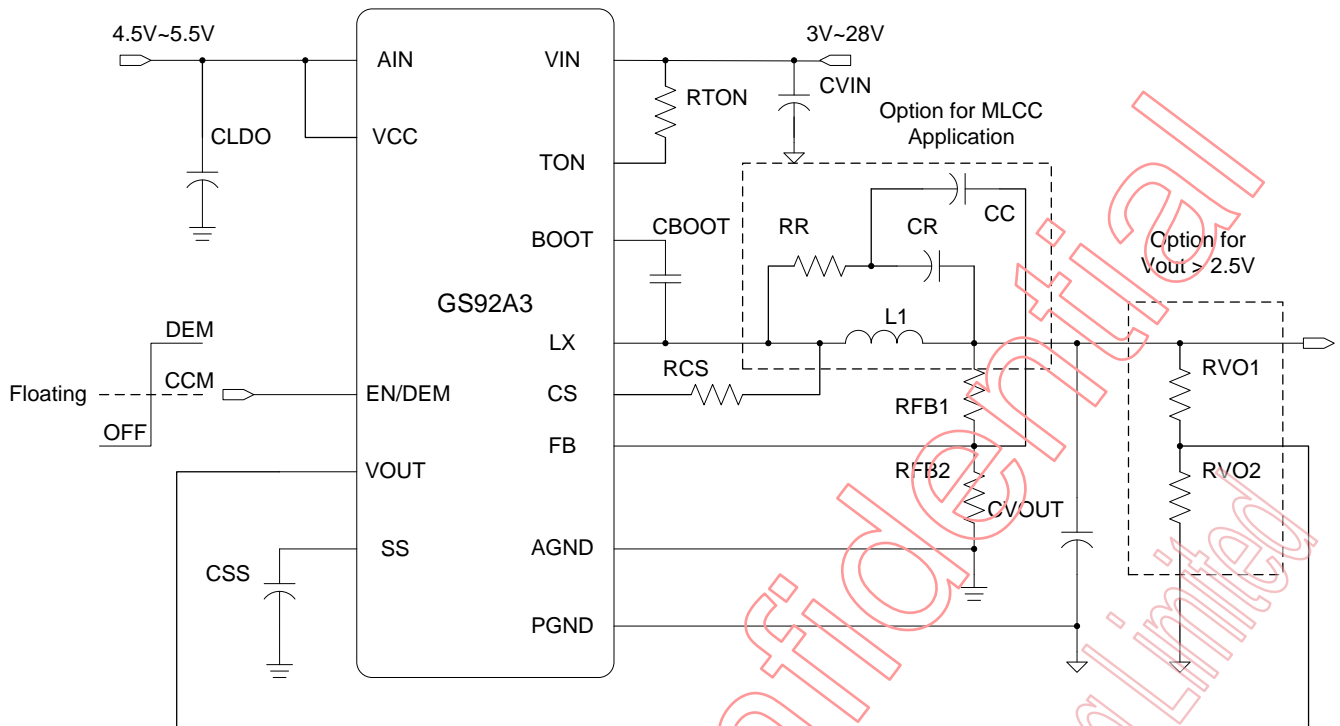 4.5V~5.5V
AIN
VIN
3V~28V
CLDO
VCC
RTON
CVIN
TON
Option for MLCC
Application
BOOT
CBOOT
RR
CR
CC
Option for
Vout > 2.5V
GS92A3
LX
L1
DEM
Floating
CCM
OFF
EN/DEM
CS
RCS
RFB1
RVO1
FB
VOUT
RFB2
RVO2
CVOUT
SS
AGND
CSS
PGND
nfidential
g Limited